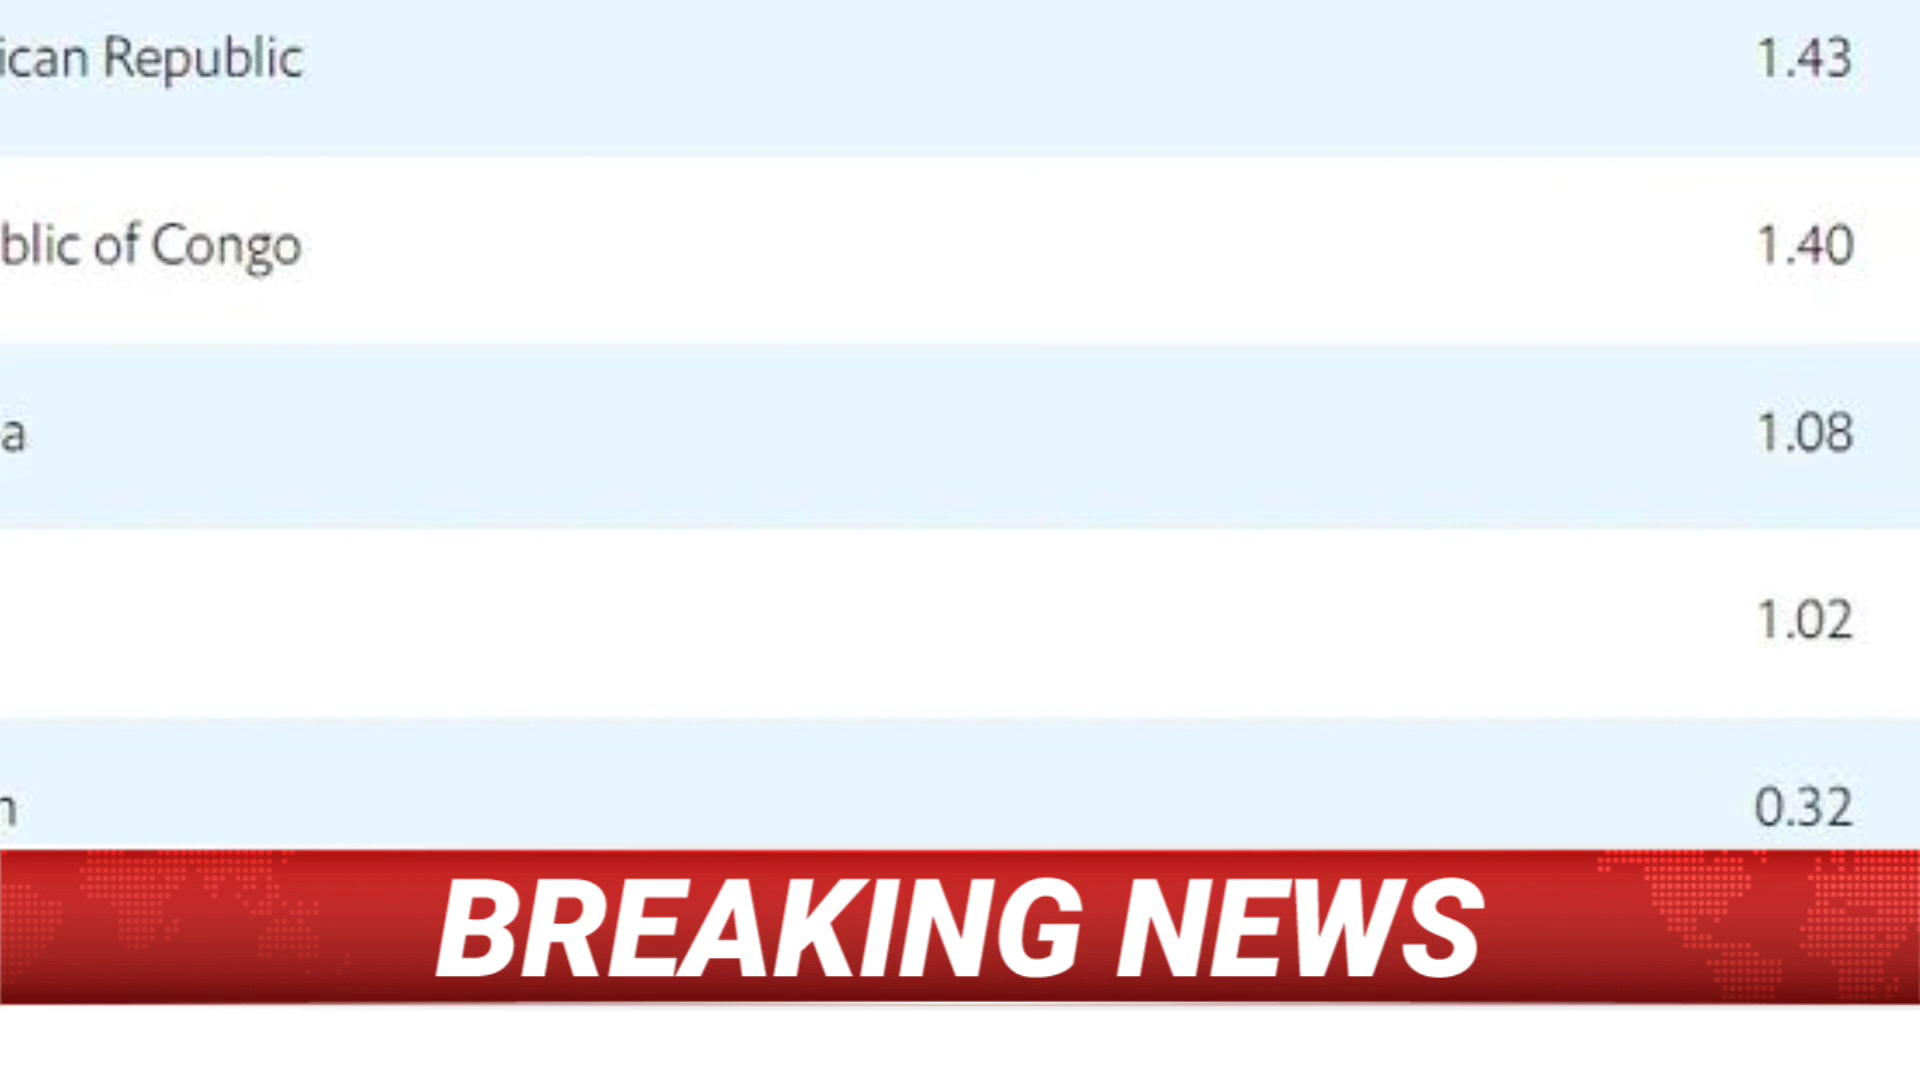 ican Republic 1.43
blic of Congo 1.40
a 1.08
1.02
n 0.32
BREAKING NEWS